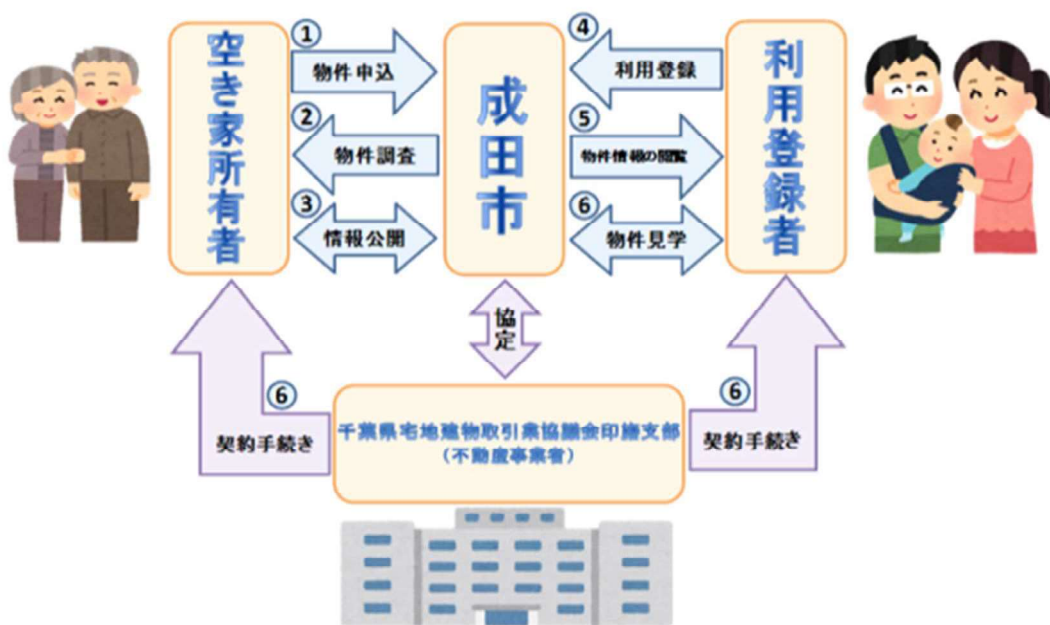 空き家所有者
① 物件申込
② 物件調査
③ 情報公開
成田市
④ 利用登録
⑤ 物件情報の閲覧
⑥ 物件見学
利用登録者
協定
⑥ 契約手続き
千葉県宅地建物取引業協議会印旛支部
（不動産事業者）
⑥ 契約手続き